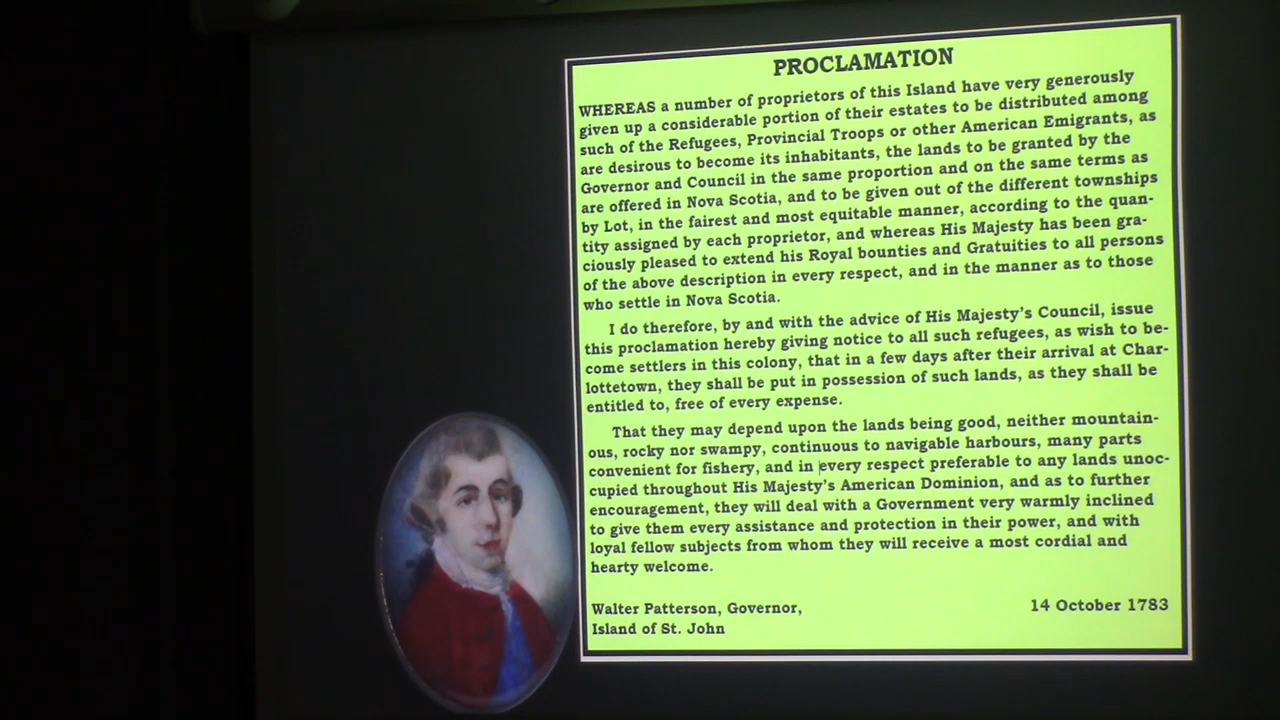 PROCLAMATION
WHEREAS a number of proprietors of this Island have very generously
given up a considerable portion of their estates to be distributed among
such of the Refugees, Provincial Troops or other American Emigrants, as
are desirous to become its inhabitants, the lands to be granted by the
Governor and Council in the same proportion and on the same terms as
are offered in Nova Scotia, and to be given out of the different townships
by Lot, in the fairest and most equitable manner, according to the quan-
tity assigned by each proprietor, and whereas His Majesty has been gra-
ciously pleased to extend his Royal bounties and Gratuities to all persons
of the above description in every respect, and in the manner as to those
who settle in Nova Scotia.
I do therefore, by and with the advice of His Majesty's Council, issue
this proclamation hereby giving notice to all such refugees, as wish to be-
come settlers in this colony, that in a few days after their arrival at Char-
lottetown, they shall be put in possession of such lands, as they shall be
entitled to, free of every expense.
That they may depend upon the lands being good, neither mountain-
ous, rocky nor swampy, continuous to navigable harbours, many parts
convenient for fishery, and in every respect preferable to any lands unoc-
cupied throughout His Majesty's American Dominion, and as to further
encouragement, they will deal with a Government very warmly inclined
to give them every assistance and protection in their power, and with
loyal fellow subjects from whom they will receive a most cordial and
hearty welcome.
Walter Patterson, Governor, 14 October 1783
Island of St. John